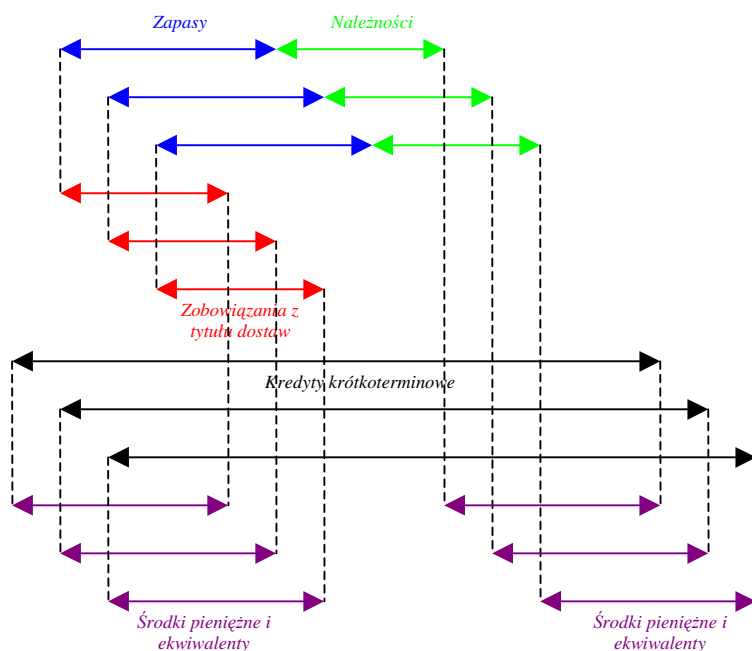 Zapasy
Należności
Zobowiązania z
tytułu dostaw
Kredyty krótkoterminowe
Środki pieniężne i
ekwiwalenty
Środki pieniężne i
ekwiwalenty